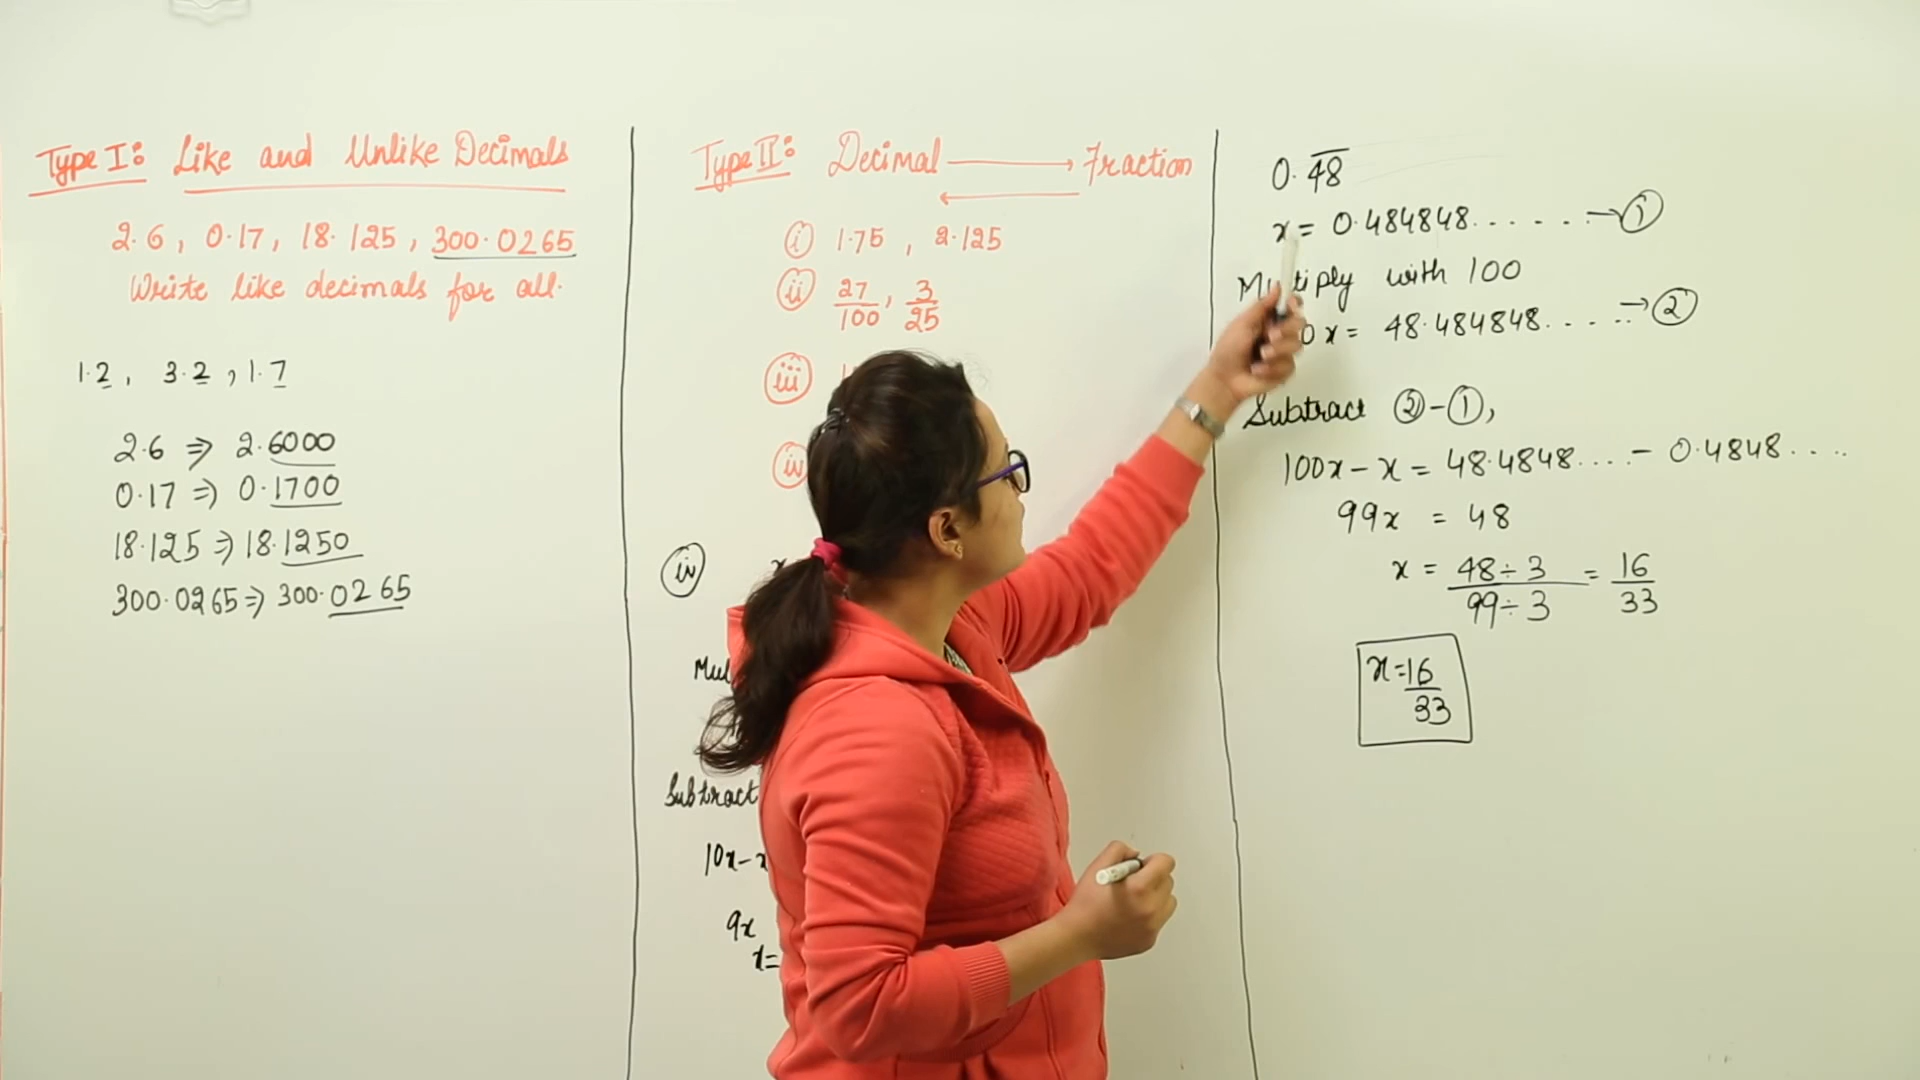 Type I: Like and Unlike Decimals
2.6, 0.17, 18.125, 300.0265
Write like decimals for all.
1.2, 3.2, 1.7
2.6 ⇒ 2.6000
0.17 ⇒ 0.1700
18.125 ⇒ 18.1250
300.0265 ⇒ 300.0265
Type II: Decimal → Fraction
←
(i) 1.75, 2.125
(ii) 27/100, 3/25
(iii)
(iv)
(iv)
Subtract
10x-x
9x
x=
0.4̅8̅
x = 0.484848...... → ①
Multiply with 100
x = 48.484848..... → ②
Subtract ②-①,
100x - x = 48.4848.... - 0.4848....
99x = 48
x = 48÷3/99÷3 = 16/33
x=16/33